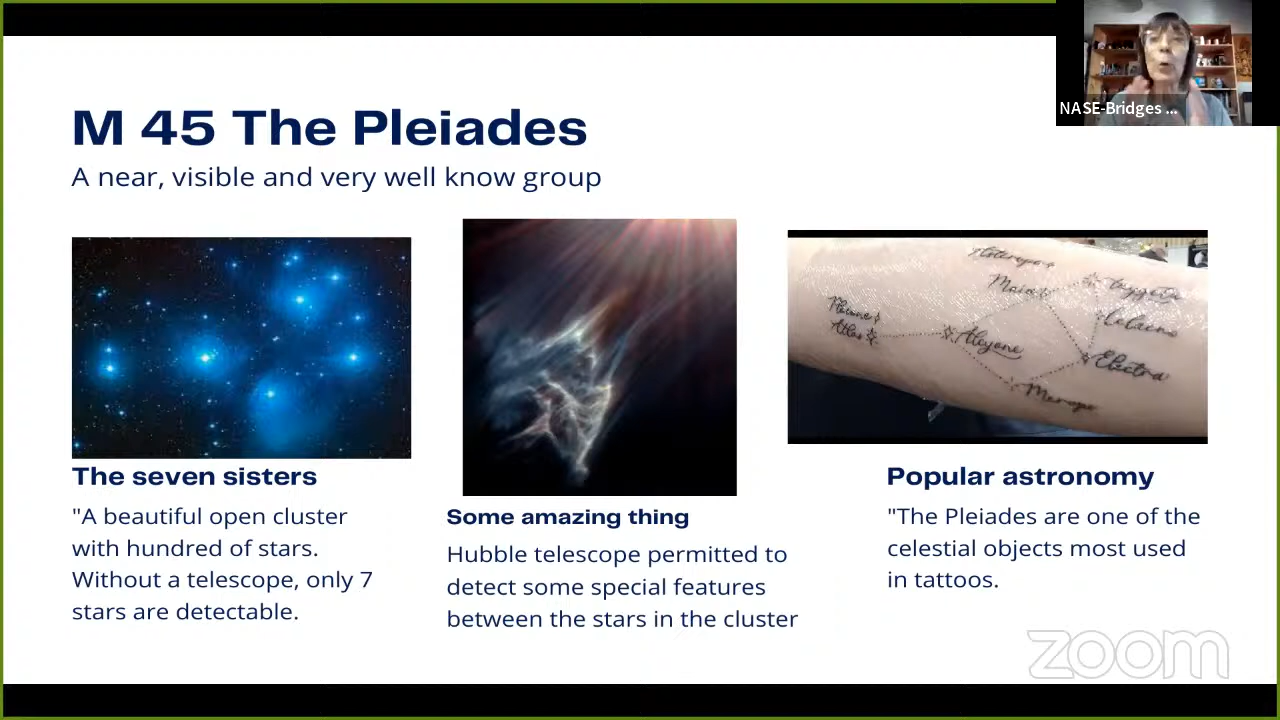 NASE-Bridges ...
M 45 The Pleiades
A near, visible and very well know group
Maia
Atlas
Alcyone
Electra
Merope
The seven sisters
"A beautiful open cluster
with hundred of stars.
Without a telescope, only 7
stars are detectable.
Some amazing thing
Hubble telescope permitted to
detect some special features
between the stars in the cluster
Popular astronomy
"The Pleiades are one of the
celestial objects most used
in tattoos.
zoom